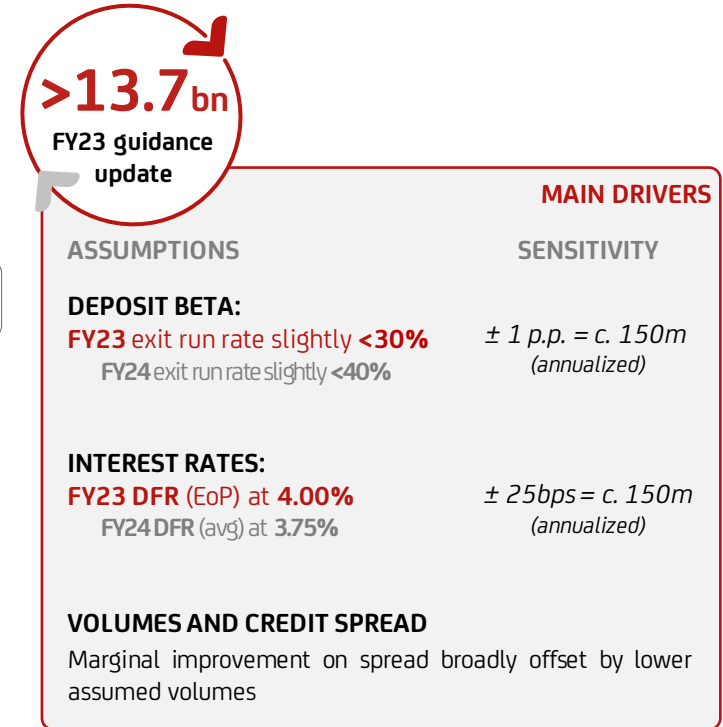 >13.7bn
FY23 guidance
update
MAIN DRIVERS
ASSUMPTIONS
SENSITIVITY
DEPOSIT BETA:
FY23 exit run rate slightly <30%
FY24 exit run rate slightly <40%
± 1 p.p. = c. 150m
(annualized)
INTEREST RATES:
FY23 DFR (EoP) at 4.00%
FY24 DFR (avg) at 3.75%
± 25bps = c. 150m
(annualized)
VOLUMES AND CREDIT SPREAD
Marginal improvement on spread broadly offset by lower
assumed volumes